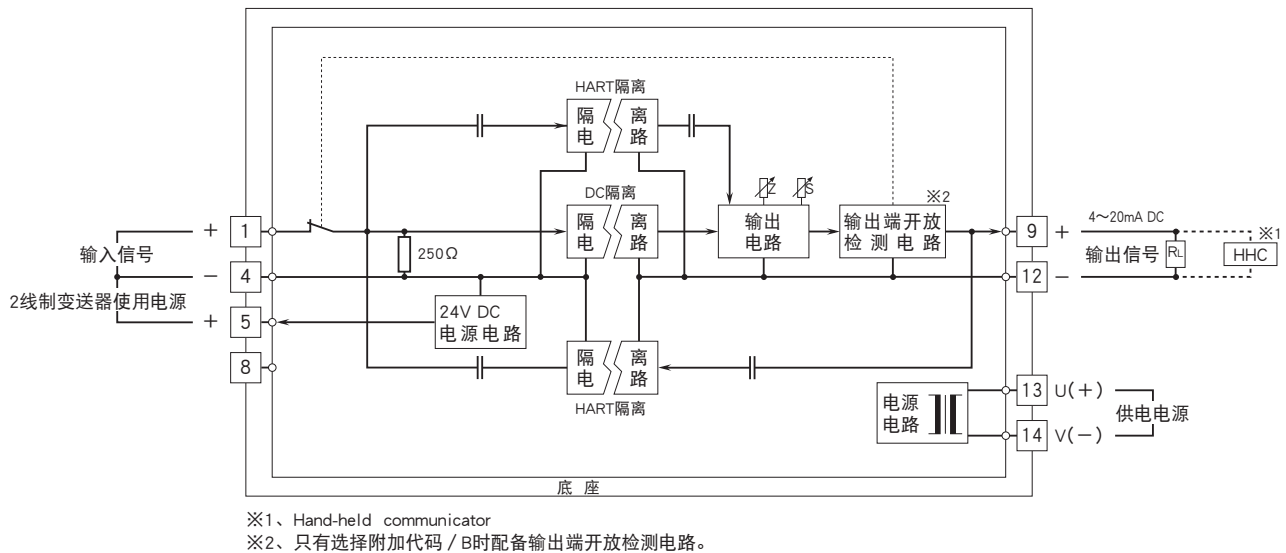 HART隔离
隔 离
电 路
DC隔离
隔 离
电 路
Z S
※2
输出
电路
输出端开放
检测电路
+ 1
9 +
4～20mA DC
※1
输入信号
250Ω
输出信号
RL
HHC
− 4
12 −
2线制变送器使用电源
+ 5
24V DC
电源电路
8
隔 离
电 路
HART隔离
电源
电路
13 U(+)
供电电源
14 V(−)
底 座
※1、Hand-held communicator
※2、只有选择附加代码 / B时配备输出端开放检测电路。